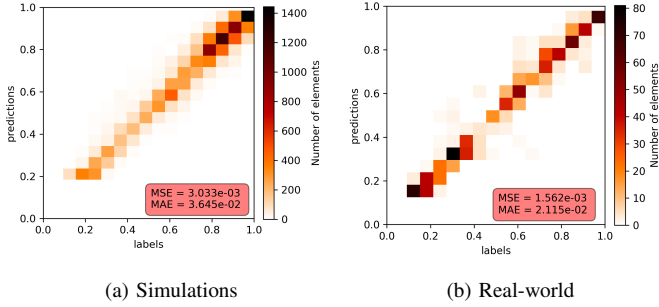 1.0
0.8
0.6
0.4
0.2
0.0
predictions
0.0 0.2 0.4 0.6 0.8 1.0
labels
MSE = 3.033e-03
MAE = 3.645e-02
1400
1200
1000
800
600
400
200
0
Number of elements
(a) Simulations
1.0
0.8
0.6
0.4
0.2
0.0
predictions
0.0 0.2 0.4 0.6 0.8 1.0
labels
MSE = 1.562e-03
MAE = 2.115e-02
80
70
60
50
40
30
20
10
0
Number of elements
(b) Real-world